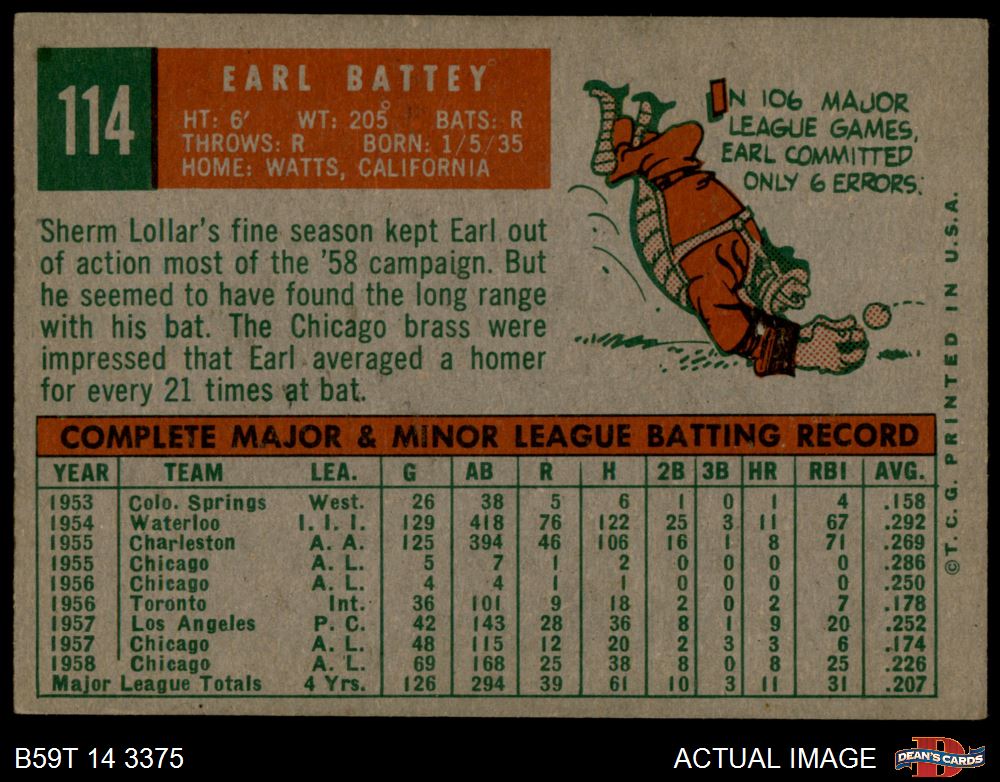 114
EARL BATTEY
HT: 6' WT: 205 BATS: R
THROWS: R BORN: 1/5/35
HOME: WATTS, CALIFORNIA
IN 106 MAJOR
LEAGUE GAMES,
EARL COMMITTED
ONLY 6 ERRORS.
Sherm Lollar's fine season kept Earl out
of action most of the '58 campaign. But
he seemed to have found the long range
with his bat. The Chicago brass were
impressed that Earl averaged a homer
for every 21 times at bat.
COMPLETE MAJOR & MINOR LEAGUE BATTING RECORD
YEAR TEAM LEA. G AB R H 2B 3B HR RBI AVG.
1953 Colo. Springs West. 26 38 5 6 1 0 1 4 .158
1954 Waterloo I. I. I. 129 418 76 122 25 3 11 67 .292
1955 Charleston A. A. 125 394 46 106 16 1 8 71 .269
1955 Chicago A. L. 5 7 1 2 0 0 0 0 .286
1956 Chicago A. L. 4 4 1 1 0 0 0 0 .250
1956 Toronto Int. 36 101 9 18 2 0 2 7 .178
1957 Los Angeles P. C. 42 143 28 36 8 1 9 20 .252
1957 Chicago A. L. 48 115 12 20 2 3 3 6 .174
1958 Chicago A. L. 69 168 25 38 8 0 8 25 .226
Major League Totals 4 Yrs. 126 294 39 61 10 3 11 31 .207
©T. C. G. PRINTED IN U.S.A.
B59T 14 3375
ACTUAL IMAGE
D
DEAN'S CARDS